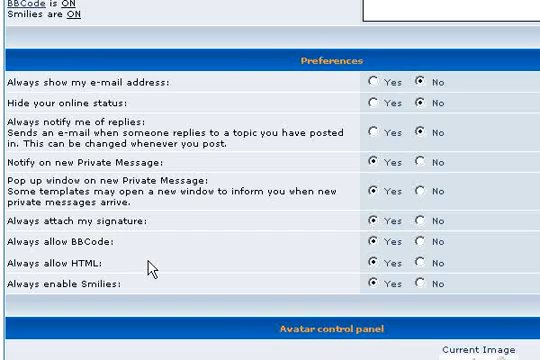 BBCode is ON
Smilies are ON
Preferences
Always show my e-mail address: Yes No
Hide your online status: Yes No
Always notify me of replies:
Sends an e-mail when someone replies to a topic you have posted
in. This can be changed whenever you post. Yes No
Notify on new Private Message: Yes No
Pop up window on new Private Message:
Some templates may open a new window to inform you when new
private messages arrive. Yes No
Always attach my signature: Yes No
Always allow BBCode: Yes No
Always allow HTML: Yes No
Always enable Smilies: Yes No
Avatar control panel
Current Image